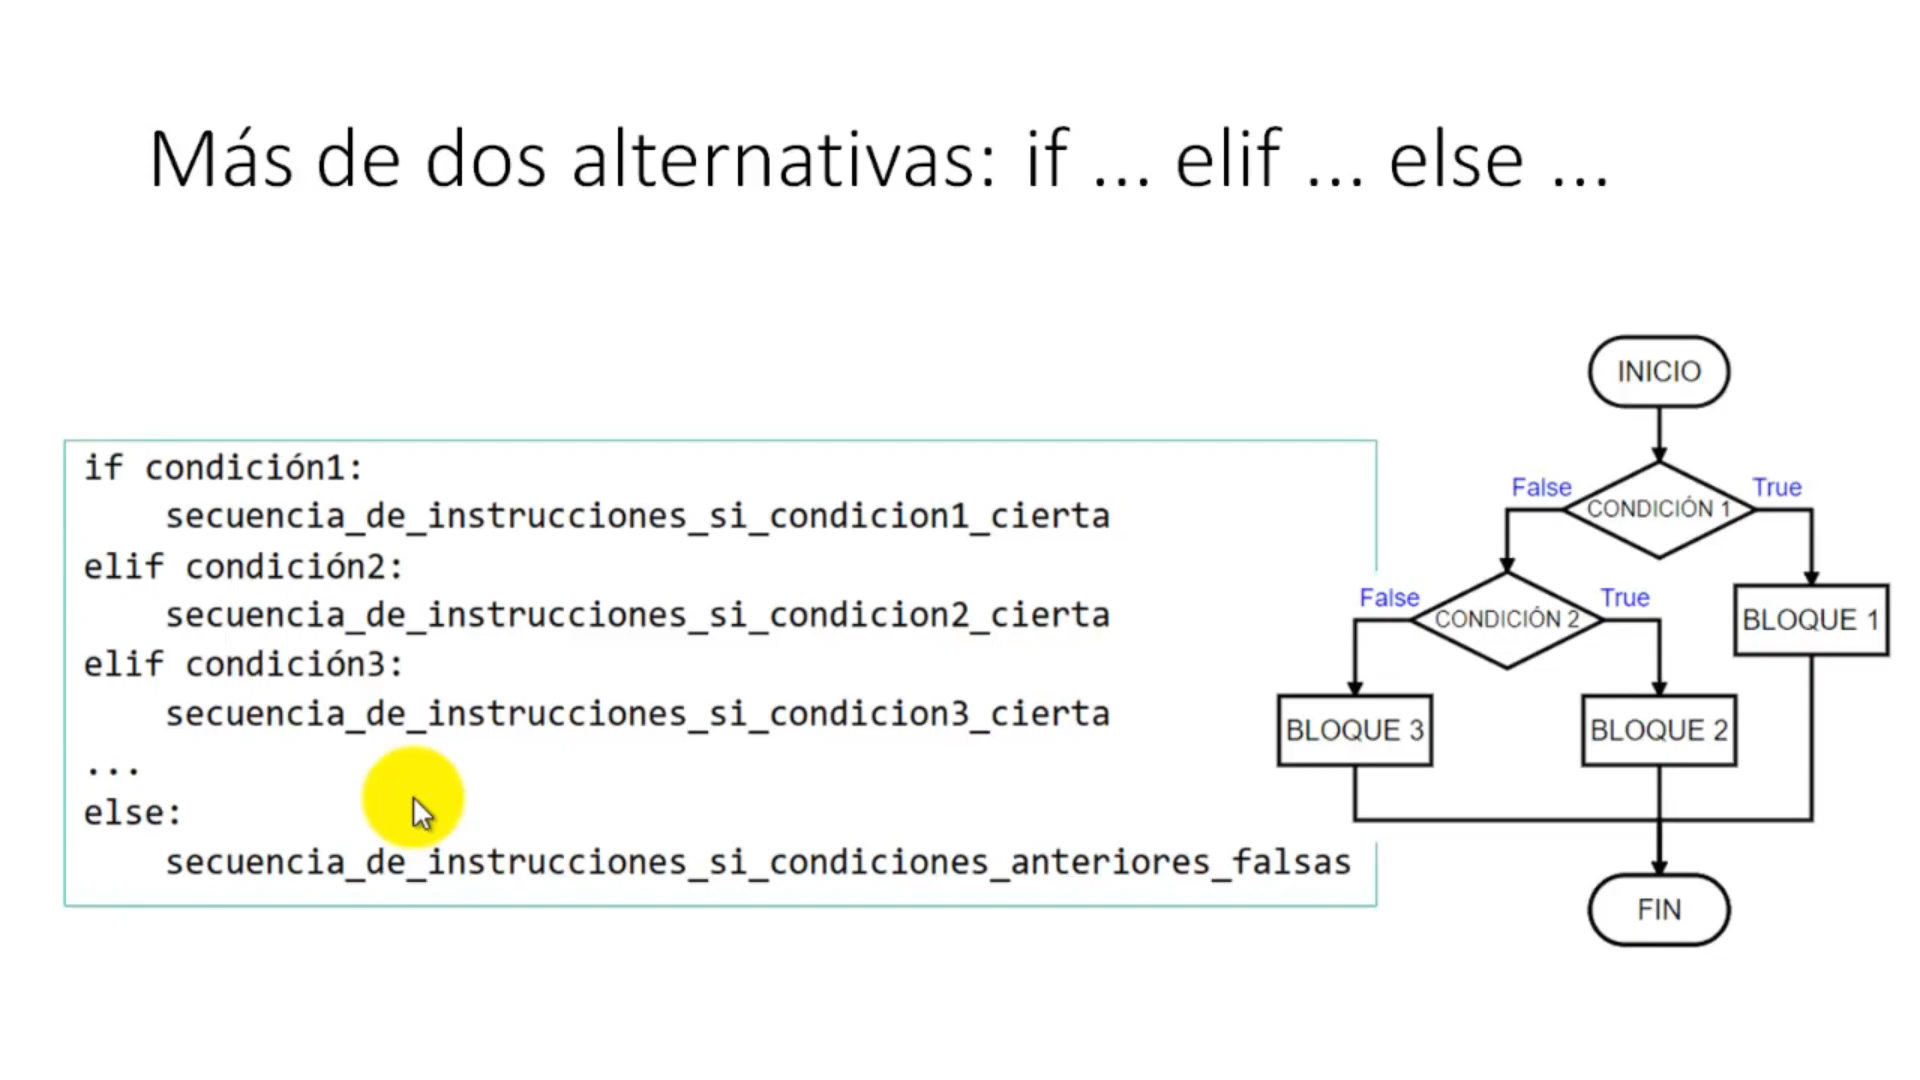 Más de dos alternativas: if ... elif ... else ...
if condición1:
secuencia_de_instrucciones_si_condicion1_cierta
elif condición2:
secuencia_de_instrucciones_si_condicion2_cierta
elif condición3:
secuencia_de_instrucciones_si_condicion3_cierta
...
else:
secuencia_de_instrucciones_si_condiciones_anteriores_falsas
INICIO
False
CONDICIÓN 1
True
False
CONDICIÓN 2
True
BLOQUE 1
BLOQUE 3
BLOQUE 2
FIN